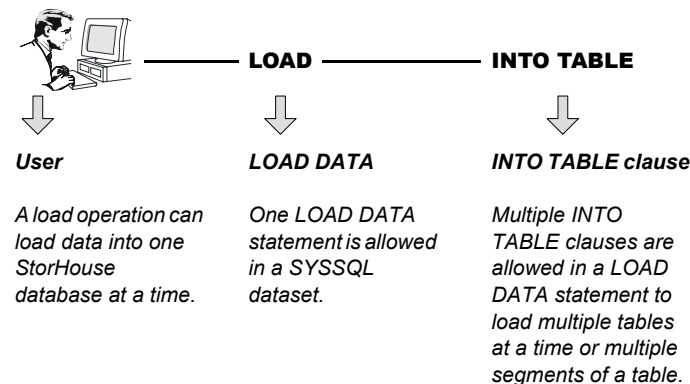 LOAD
INTO TABLE
User
A load operation can
load data into one
StorHouse
database at a time.
LOAD DATA
One LOAD DATA
statement is allowed
in a SYSSQL
dataset.
INTO TABLE clause
Multiple INTO
TABLE clauses are
allowed in a LOAD
DATA statement to
load multiple tables
at a time or multiple
segments of a table.